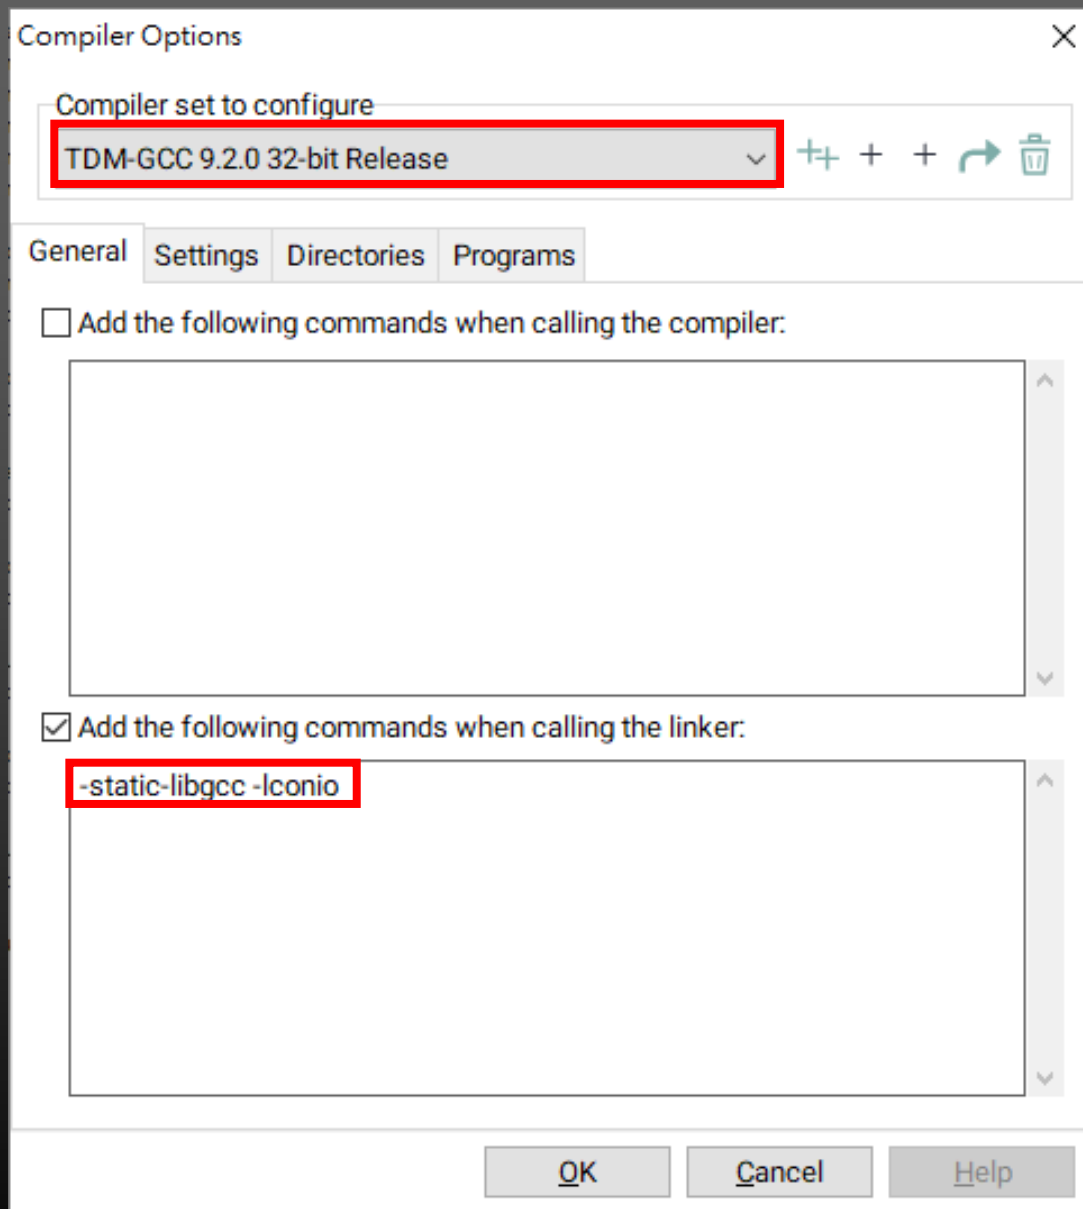 Compiler Options
Compiler set to configure
TDM-GCC 9.2.0 32-bit Release
General Settings Directories Programs
Add the following commands when calling the compiler:
Add the following commands when calling the linker:
-static-libgcc -lconio
OK Cancel Help